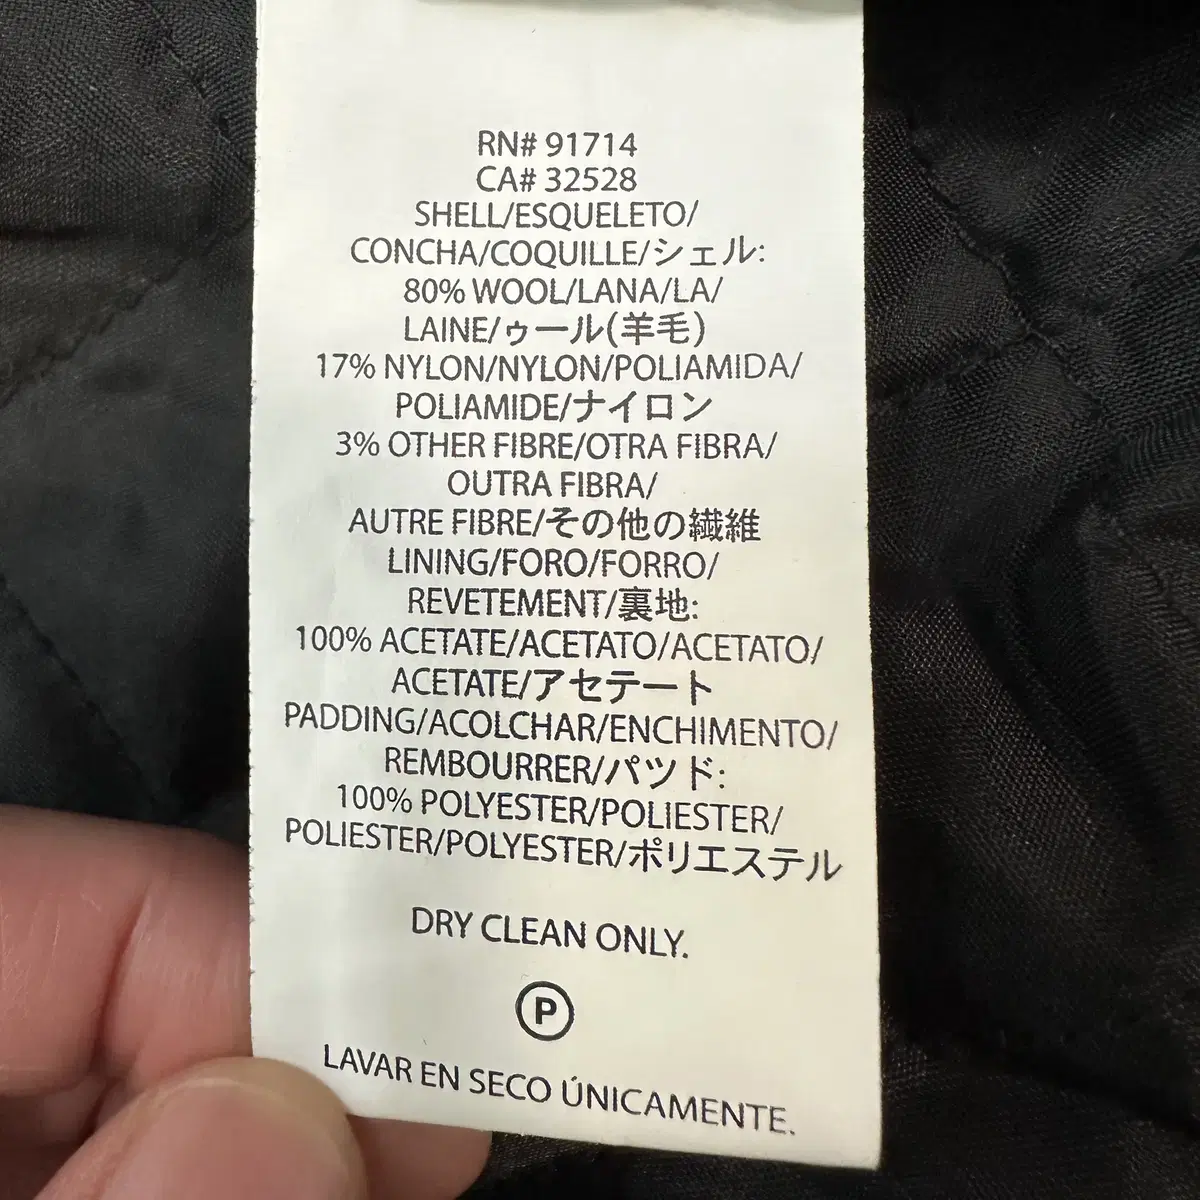 RN# 91714
CA# 32528
SHELL/ESQUELETO/
CONCHA/COQUILLE/シェル:
80% WOOL/LANA/LA/
LAINE/ゥール(羊毛)
17% NYLON/NYLON/POLIAMIDA/
POLIAMIDE/ナイロン
3% OTHER FIBRE/OTRA FIBRA/
OUTRA FIBRA/
AUTRE FIBRE/その他の繊維
LINING/FORO/FORRO/
REVETEMENT/裏地:
100% ACETATE/ACETATO/ACETATO/
ACETATE/アセテート
PADDING/ACOLCHAR/ENCHIMENTO/
REMBOURRER/パツド:
100% POLYESTER/POLIESTER/
POLIESTER/POLYESTER/ポリエステル
DRY CLEAN ONLY.
P
LAVAR EN SECO ÚNICAMENTE.